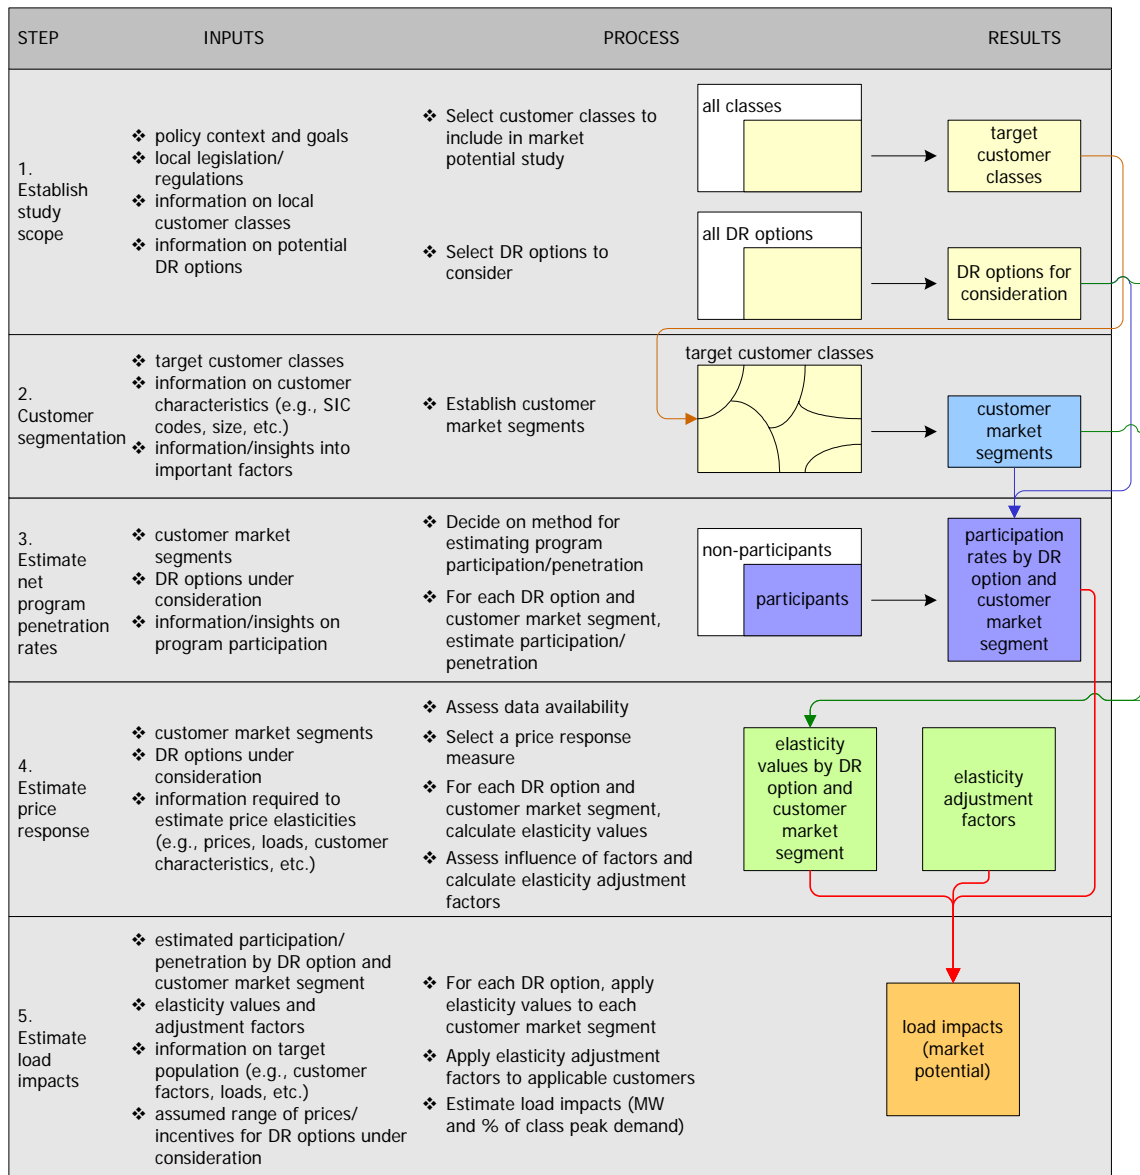 STEP
INPUTS
PROCESS
RESULTS
1.
Establish
study
scope
❖ policy context and goals
❖ local legislation/
regulations
❖ information on local
customer classes
❖ information on potential
DR options
❖ Select customer classes to
include in market
potential study
❖ Select DR options to
consider
all classes
all DR options
target
customer
classes
DR options for
consideration
2.
Customer
segmentation
❖ target customer classes
❖ information on customer
characteristics (e.g., SIC
codes, size, etc.)
❖ information/insights into
important factors
❖ Establish customer
market segments
target customer classes
customer
market
segments
3.
Estimate
net
program
penetration
rates
❖ customer market
segments
❖ DR options under
consideration
❖ information/insights on
program participation
❖ Decide on method for
estimating program
participation/penetration
❖ For each DR option and
customer market segment,
estimate participation/
penetration
non-participants
participants
participation
rates by DR
option and
customer
market
segment
4.
Estimate
price
response
❖ customer market segments
❖ DR options under
consideration
❖ information required to
estimate price elasticities
(e.g., prices, loads, customer
characteristics, etc.)
❖ Assess data availability
❖ Select a price response
measure
❖ For each DR option and
customer market segment,
calculate elasticity values
❖ Assess influence of factors and
calculate elasticity adjustment
factors
elasticity
values by DR
option and
customer
market
segment
elasticity
adjustment
factors
5.
Estimate
load
impacts
❖ estimated participation/
penetration by DR option and
customer market segment
❖ elasticity values and
adjustment factors
❖ information on target
population (e.g., customer
factors, loads, etc.)
❖ assumed range of prices/
incentives for DR options under
consideration
❖ For each DR option, apply
elasticity values to each
customer market segment
❖ Apply elasticity adjustment
factors to applicable customers
❖ Estimate load impacts (MW
and % of class peak demand)
load impacts
(market
potential)